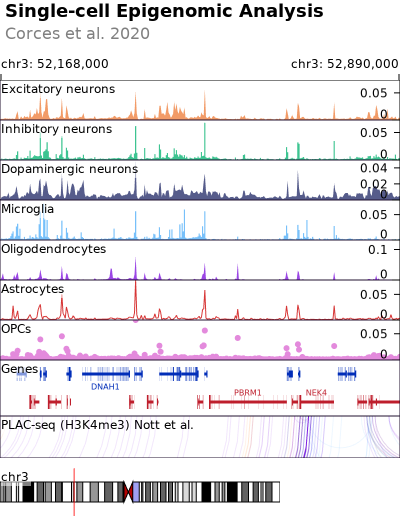 Single-cell Epigenomic Analysis
Corces et al. 2020
chr3: 52,168,000 chr3: 52,890,000
Excitatory neurons 0.05
0
Inhibitory neurons 0.05
0
Dopaminergic neurons 0.04
0.02
0
Microglia 0.05
0
Oligodendrocytes 0.1
0
Astrocytes 0.05
0
OPCs 0.05
0
Genes
DNAH1 PBRM1 NEK4
PLAC-seq (H3K4me3) Nott et al.
chr3